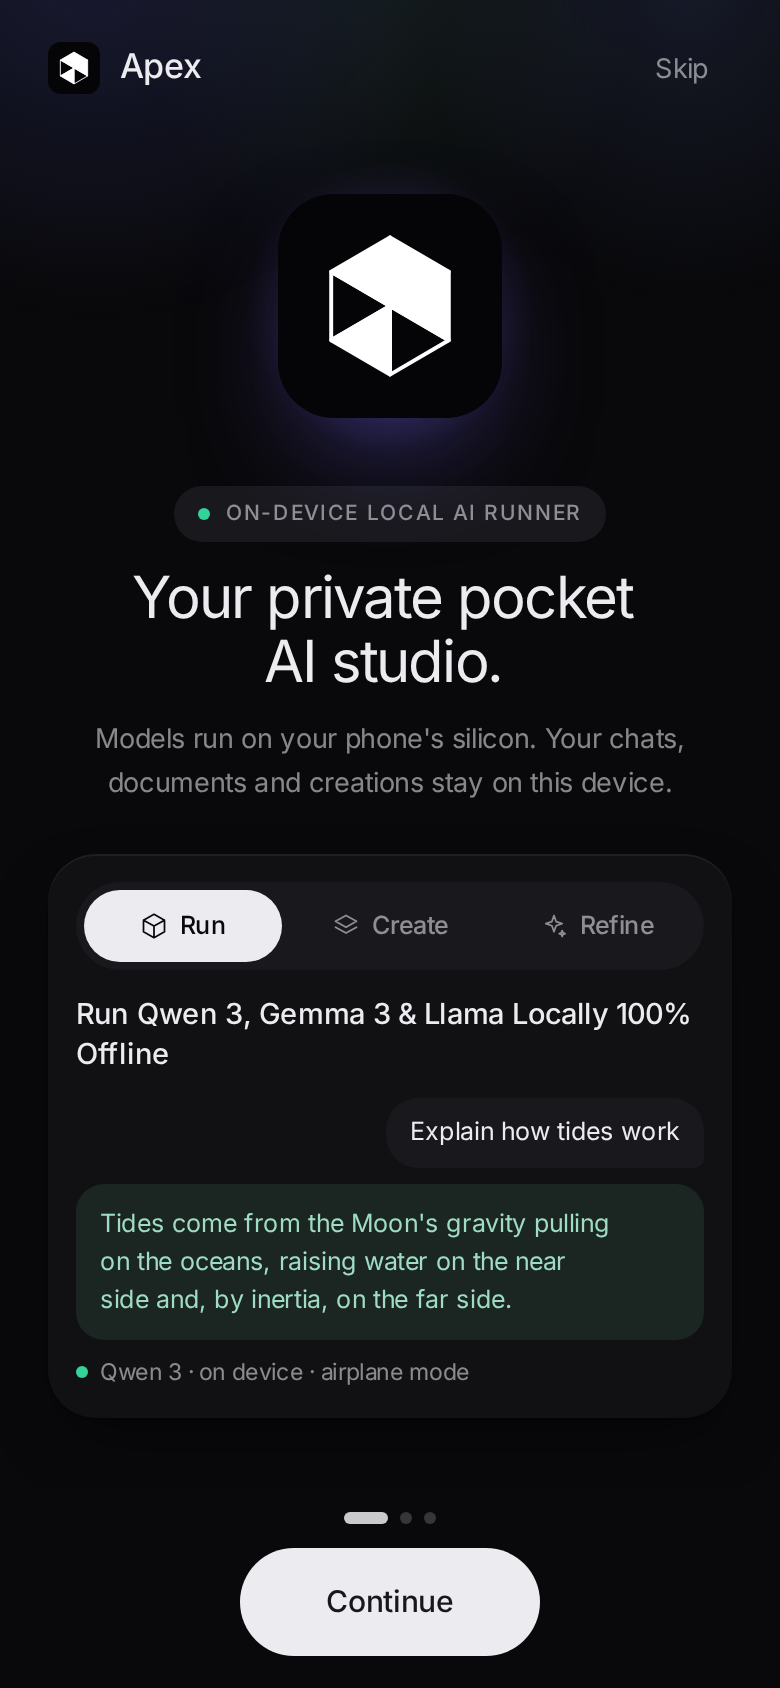 Apex
Skip
ON-DEVICE LOCAL AI RUNNER
Your private pocket
AI studio.
Models run on your phone's silicon. Your chats,
documents and creations stay on this device.
Run
Create
Refine
Run Qwen 3, Gemma 3 & Llama Locally 100%
Offline
Explain how tides work
Tides come from the Moon's gravity pulling
on the oceans, raising water on the near
side and, by inertia, on the far side.
Qwen 3 · on device · airplane mode
Continue